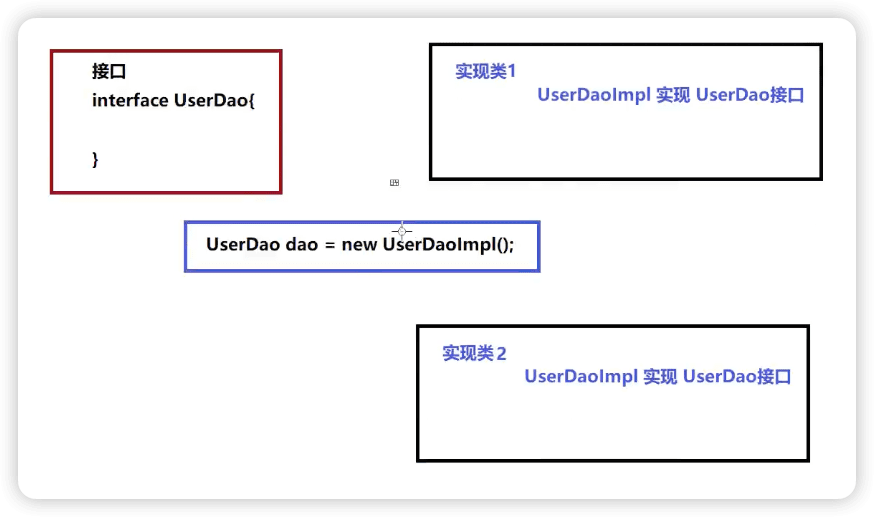 接口
interface UserDao{
}
实现类1
UserDaoImpl 实现 UserDao接口
UserDao dao = new UserDaoImpl();
实现类2
UserDaoImpl 实现 UserDao接口